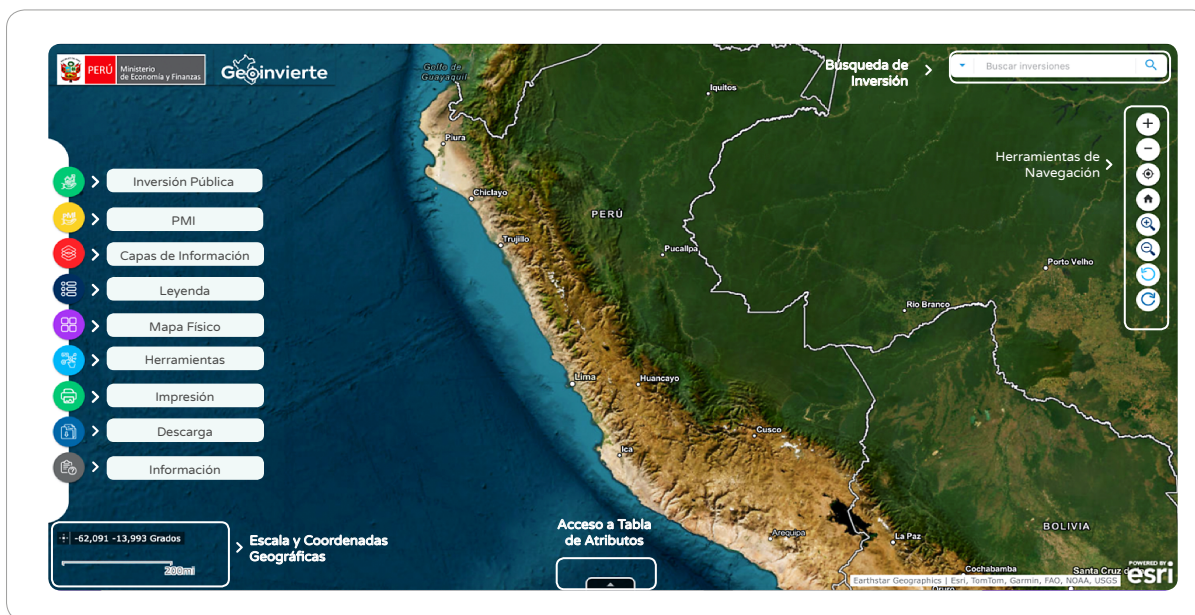 PERÚ
Ministerio
de Economía y Finanzas
Geoinvierte
Búsqueda de
Inversión
Buscar inversiones
Herramientas de
Navegación
Inversión Pública
PMI
Capas de Información
Leyenda
Mapa Físico
Herramientas
Impresión
Descarga
Información
Golfo de
Guayaquil
Iquitos
Piura
Chiclayo
PERÚ
Trujillo
Pucallpa
Porto Velho
Rio Branco
Lima
Huancayo
Cusco
Ica
Arequipa
La Paz
BOLIVIA
Cochabamba
Santa Cruz
Oruro
-62,091 -13,993 Grados
200mi
Escala y Coordenadas
Geográficas
Acceso a Tabla
de Atributos
Earthstar Geographics | Esri, TomTom, Garmin, FAO, NOAA, USGS
POWERED BY
esri